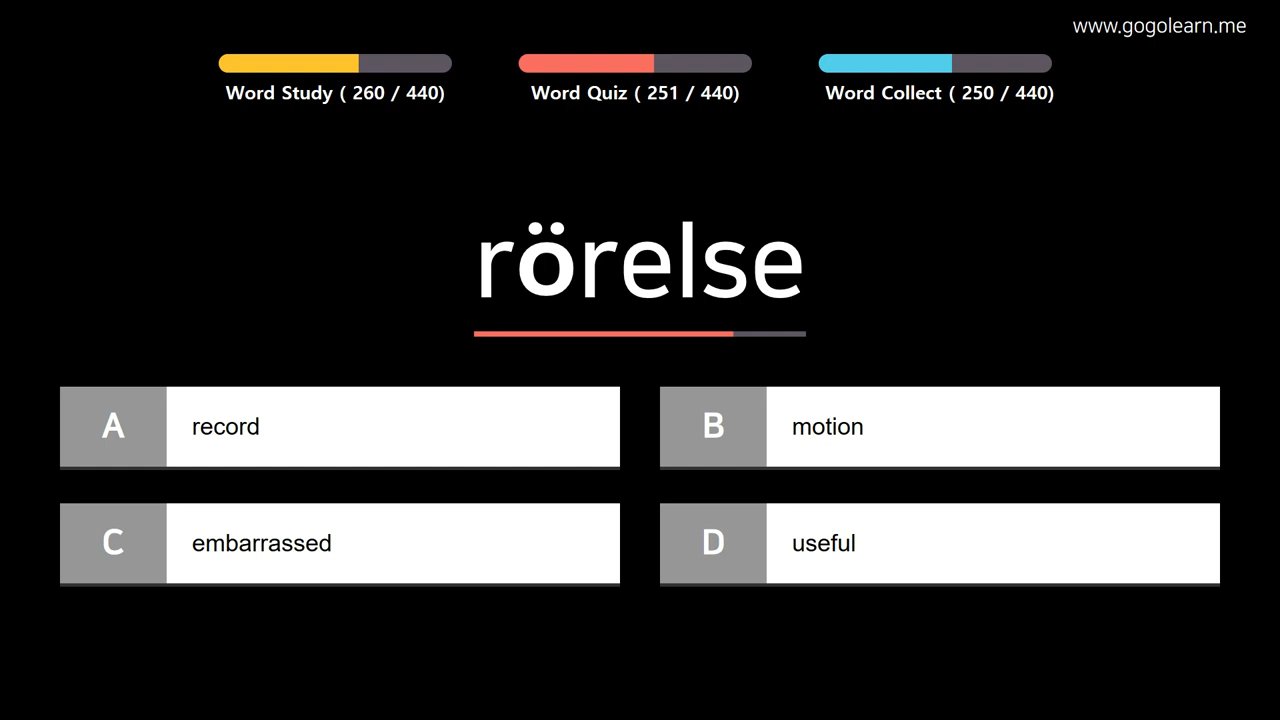 www.gogolearn.me
Word Study ( 260 / 440)
Word Quiz ( 251 / 440)
Word Collect ( 250 / 440)
rörelse
A record
B motion
C embarrassed
D useful